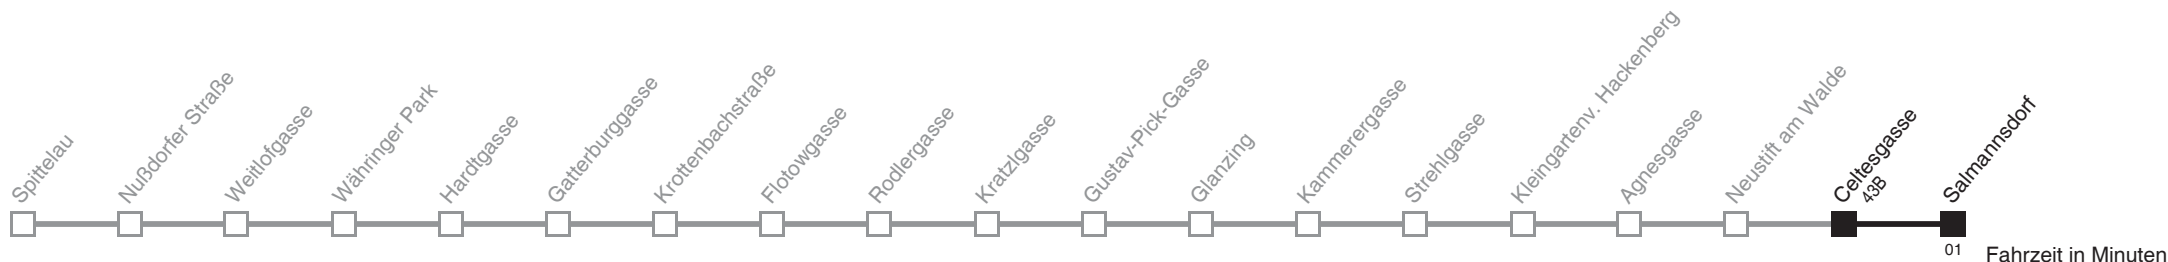 Spittelau
Nußdorfer Straße
Weitlofgasse
Währinger Park
Hardtgasse
Gatterburggasse
Krottenbachstraße
Flotowgasse
Rodlergasse
Kratzlgasse
Gustav-Pick-Gasse
Glanzing
Kammerergasse
Strehlgasse
Kleingartenv. Hackenberg
Agnesgasse
Neustift am Walde
Celtesgasse
43B
Salmannsdorf
01
Fahrzeit in Minuten